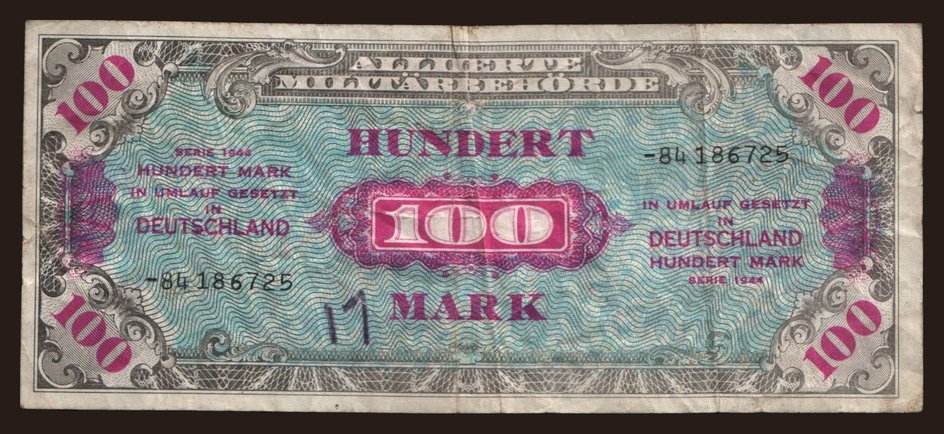 100
ALLIIERTE
MILITÄRBEHÖRDE
100
HUNDERT
SERIE 1944
HUNDERT MARK
IN UMLAUF GESETZT
IN
DEUTSCHLAND
-84186725
100
-84186725
IN UMLAUF GESETZT
IN
DEUTSCHLAND
HUNDERT MARK
SERIE 1944
MARK
17
100
100